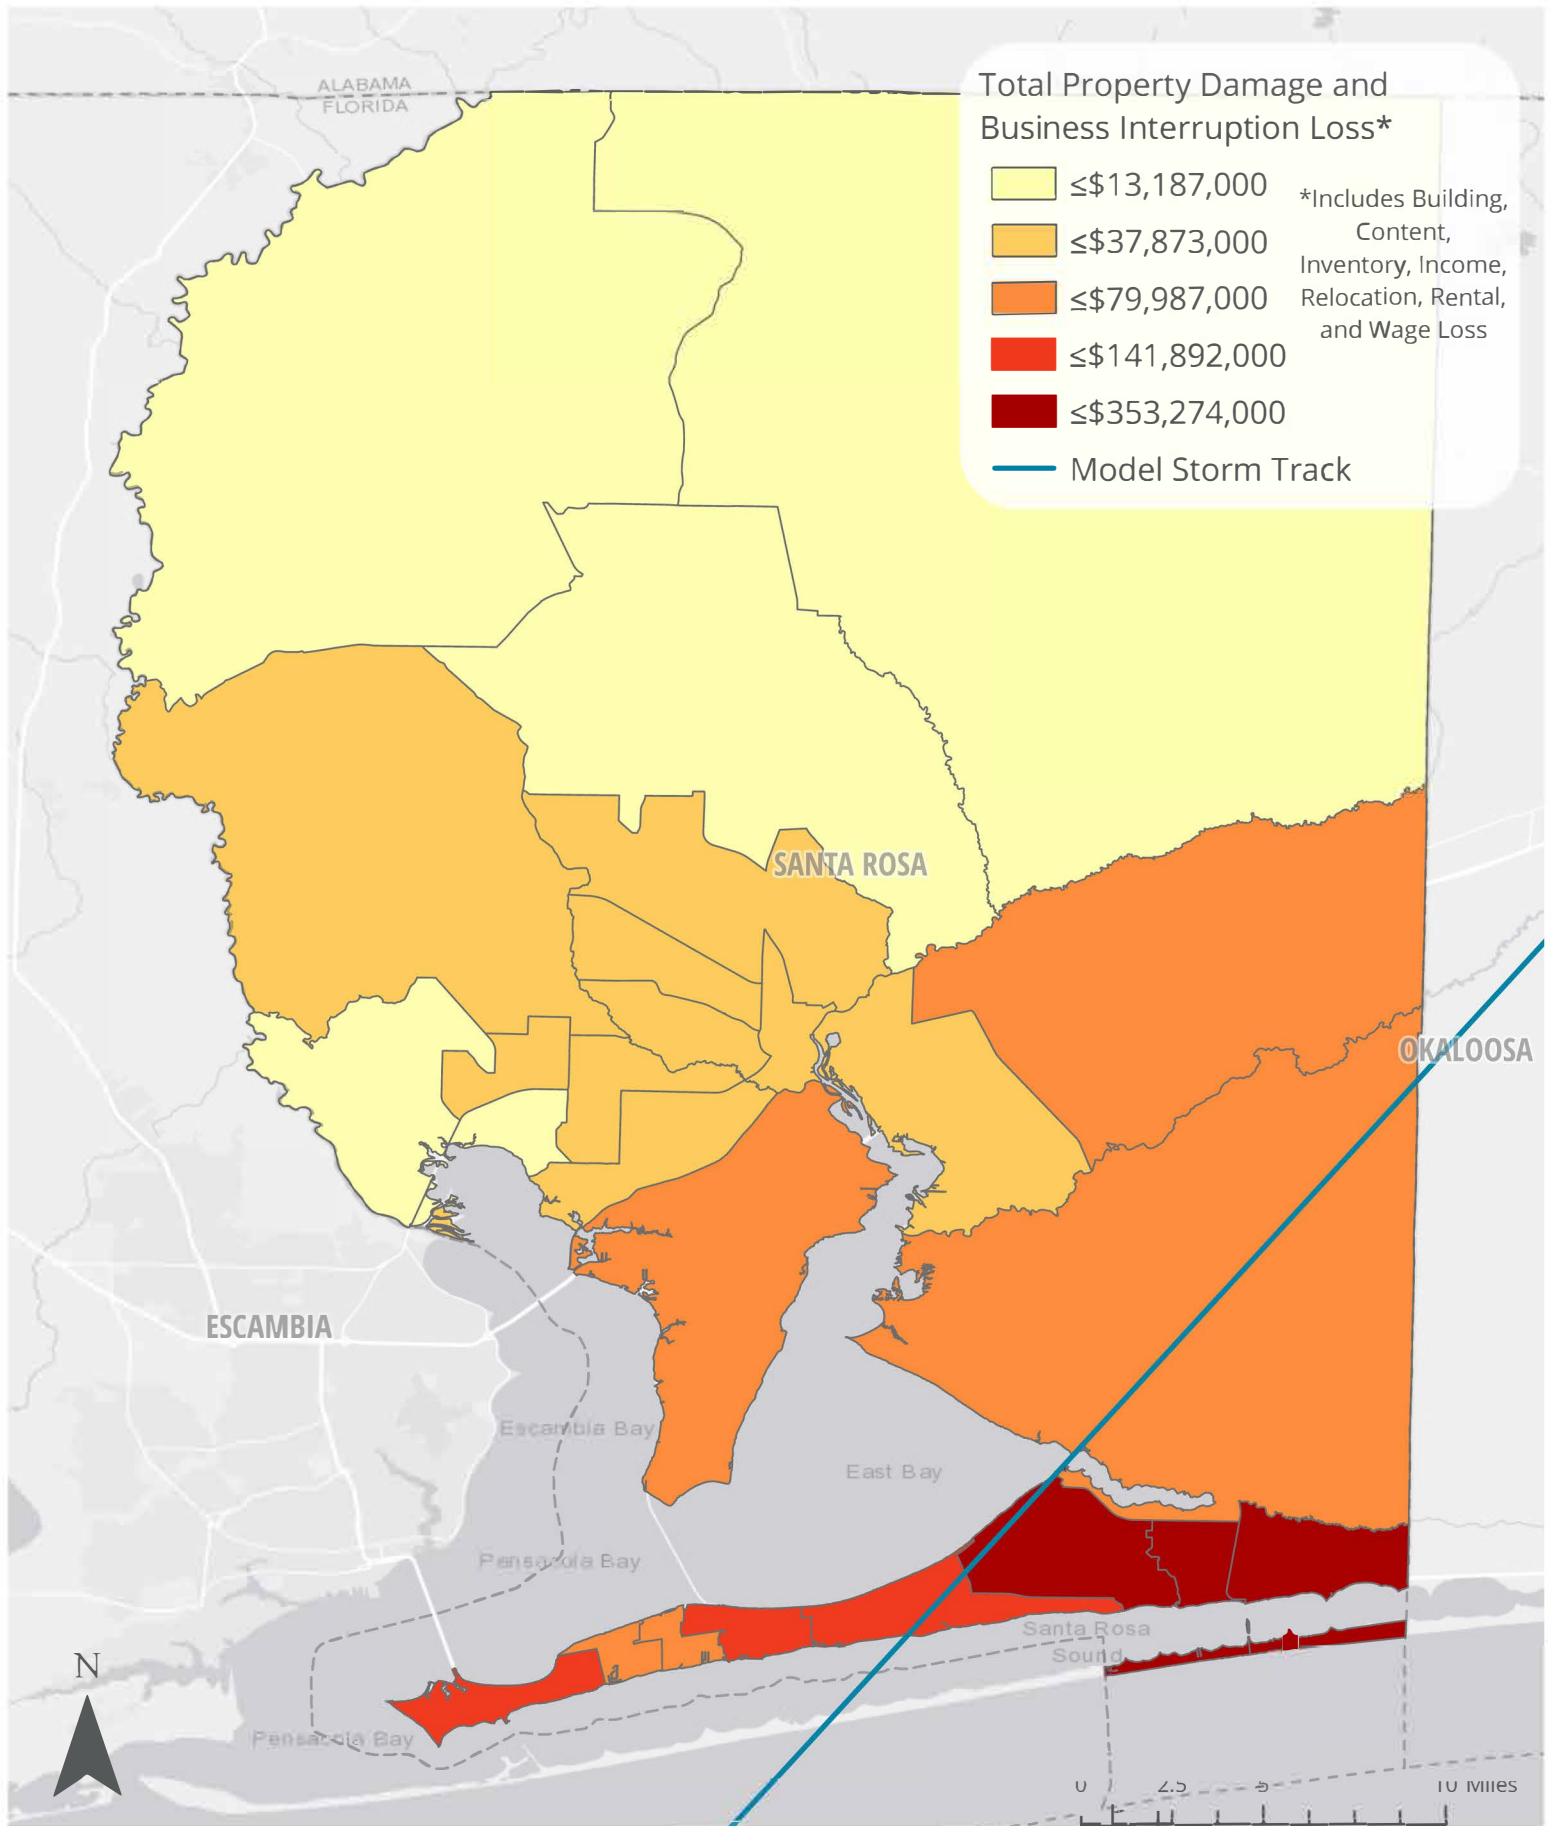 ALABAMA
FLORIDA
Total Property Damage and
Business Interruption Loss*
≤$13,187,000
≤$37,873,000
≤$79,987,000
≤$141,892,000
≤$353,274,000
Model Storm Track
*Includes Building,
Content,
Inventory, Income,
Relocation, Rental,
and Wage Loss
SANTA ROSA
OKALOOSA
ESCAMBIA
Escambia Bay
East Bay
Pensacola Bay
Santa Rosa
Sound
N
Pensacola Bay
0 2.5 5 10 Miles